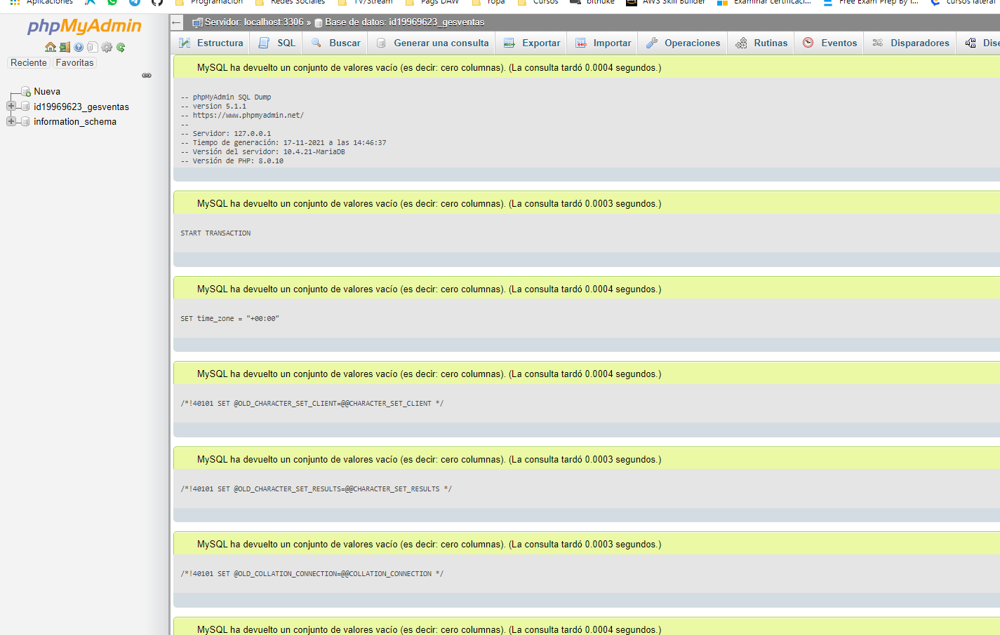 Aplicaciones
Programación
Redes Sociales
TV/Stream
Pags DAW
ropa
Cursos
bithuke
AWS Skill Builder
Examinar certificaci...
Free Exam Prep By I...
cursos lateral
phpMyAdmin
Reciente Favoritas
Nueva
id19969623_gesventas
information_schema
Servidor: localhost:3306 » Base de datos: id19969623_gesventas
Estructura SQL Buscar Generar una consulta Exportar Importar Operaciones Rutinas Eventos Disparadores Dise
MySQL ha devuelto un conjunto de valores vacío (es decir: cero columnas). (La consulta tardó 0.0004 segundos.)
-- phpMyAdmin SQL Dump
-- version 5.1.1
-- https://www.phpmyadmin.net/
--
-- Servidor: 127.0.0.1
-- Tiempo de generación: 17-11-2021 a las 14:46:37
-- Versión del servidor: 10.4.21-MariaDB
-- Versión de PHP: 8.0.10
MySQL ha devuelto un conjunto de valores vacío (es decir: cero columnas). (La consulta tardó 0.0003 segundos.)
START TRANSACTION
MySQL ha devuelto un conjunto de valores vacío (es decir: cero columnas). (La consulta tardó 0.0004 segundos.)
SET time_zone = "+00:00"
MySQL ha devuelto un conjunto de valores vacío (es decir: cero columnas). (La consulta tardó 0.0004 segundos.)
/*!40101 SET @OLD_CHARACTER_SET_CLIENT=@@CHARACTER_SET_CLIENT */
MySQL ha devuelto un conjunto de valores vacío (es decir: cero columnas). (La consulta tardó 0.0003 segundos.)
/*!40101 SET @OLD_CHARACTER_SET_RESULTS=@@CHARACTER_SET_RESULTS */
MySQL ha devuelto un conjunto de valores vacío (es decir: cero columnas). (La consulta tardó 0.0003 segundos.)
/*!40101 SET @OLD_COLLATION_CONNECTION=@@COLLATION_CONNECTION */
MySQL ha devuelto un conjunto de valores vacío (es decir: cero columnas). (La consulta tardó 0.0004 segundos.)